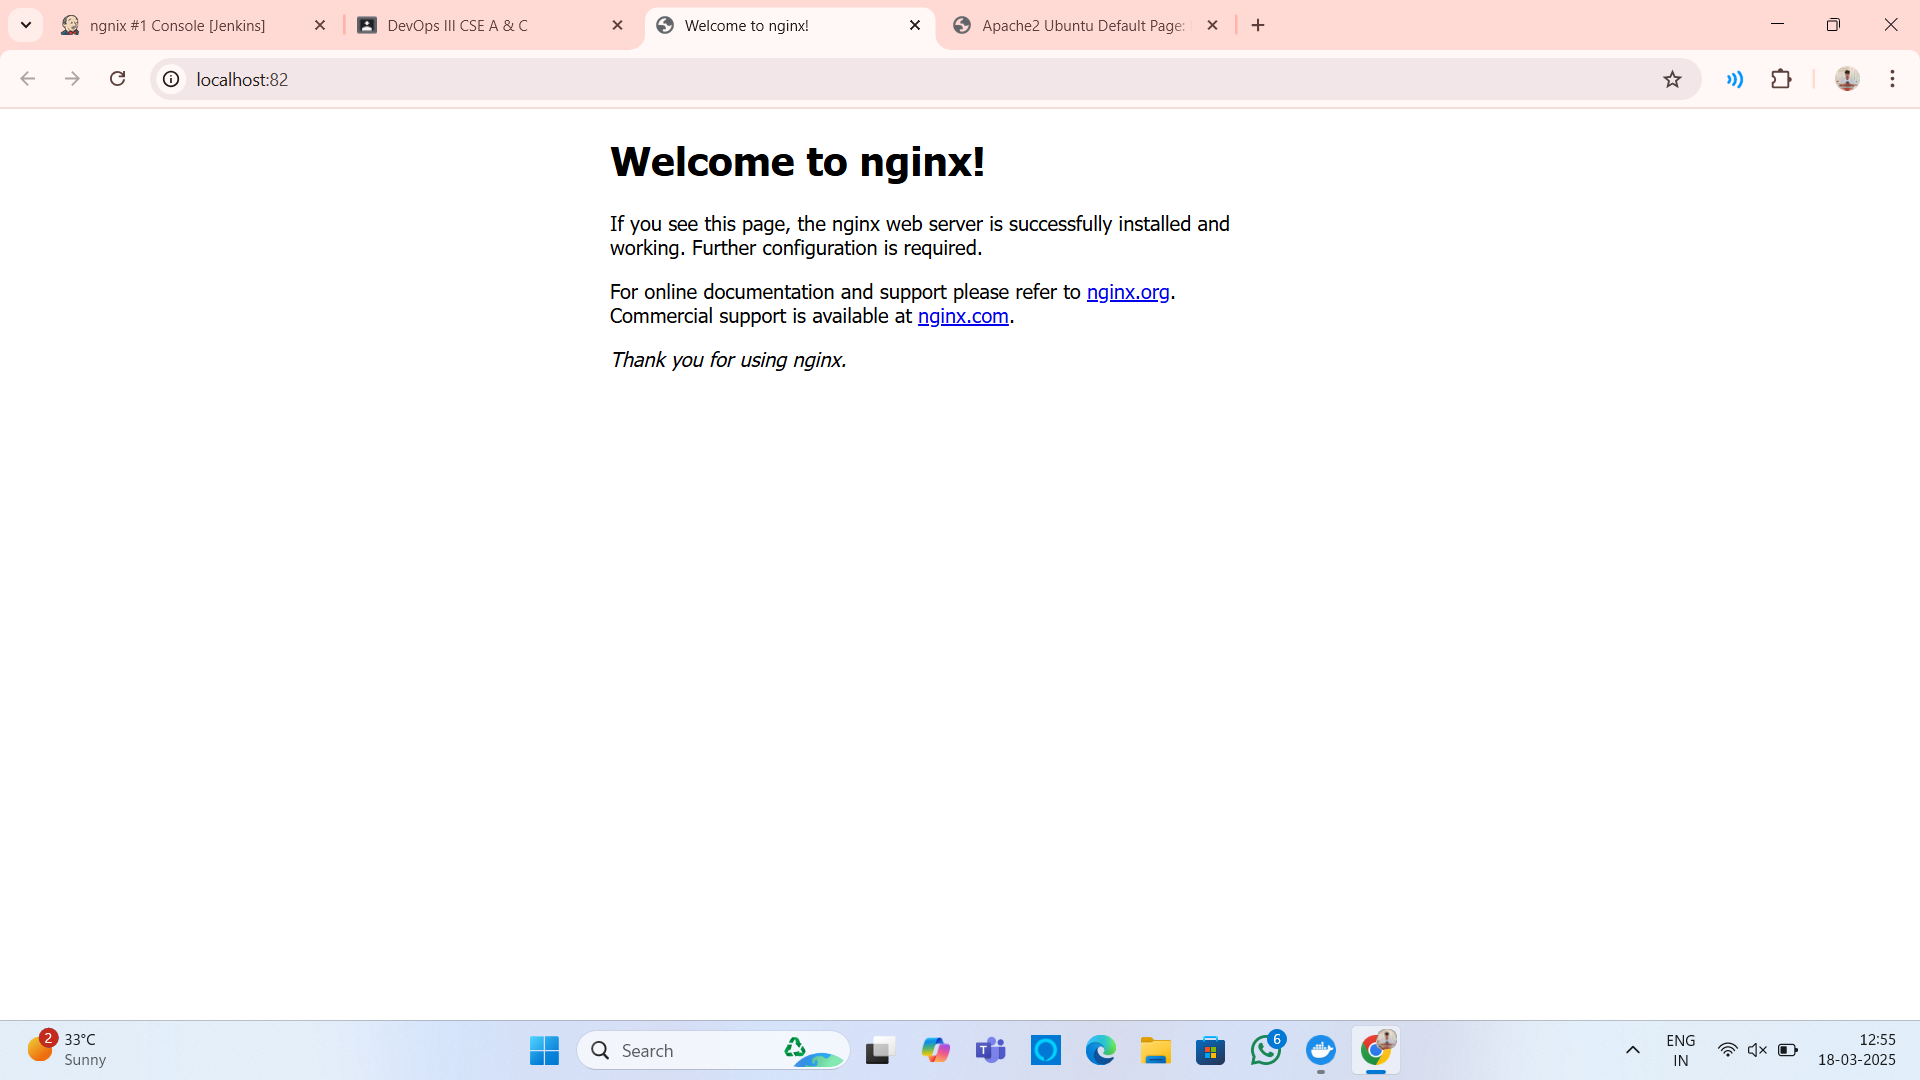 ngnix #1 Console [Jenkins]
DevOps III CSE A & C
Welcome to nginx!
Apache2 Ubuntu Default Page:
localhost:82
Welcome to nginx!
If you see this page, the nginx web server is successfully installed and
working. Further configuration is required.
For online documentation and support please refer to nginx.org.
Commercial support is available at nginx.com.
Thank you for using nginx.
2
33°C
Sunny
Search
6
ENG
IN
12:55
18-03-2025